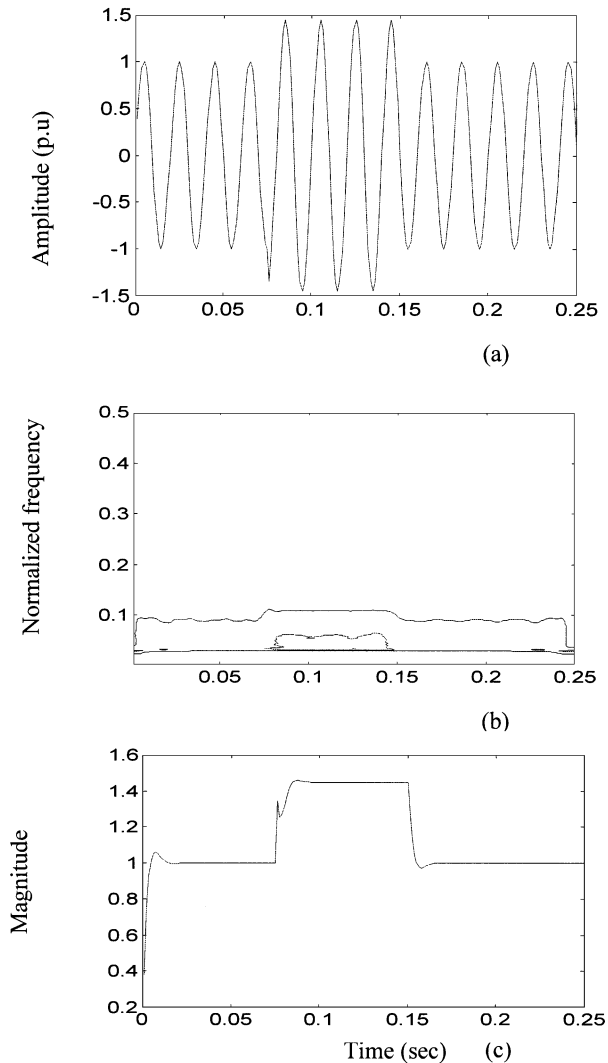 1.5
1
0.5
0
-0.5
-1
-1.5
Amplitude (p.u)
0 0.05 0.1 0.15 0.2 0.25
(a)
0.5
0.4
0.3
0.2
0.1
Normalized frequency
0.05 0.1 0.15 0.2 0.25
(b)
1.6
1.4
1.2
1
0.8
0.6
0.4
0.2
Magnitude
0 0.05 0.1 0.15 0.2 0.25
Time (sec) (c)